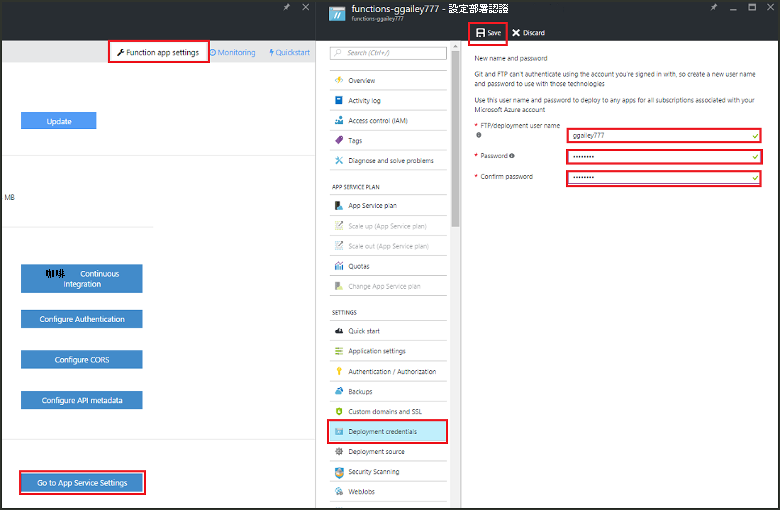 Function app settings
Monitoring
Quickstart
Update
MB
咖啡 Continuous
Integration
Configure Authentication
Configure CORS
Configure API metadata
Go to App Service Settings
functions-ggailey777 - 設定部署認證
functions-ggailey777
Search (Ctrl+/)
Overview
Activity log
Access control (IAM)
Tags
Diagnose and solve problems
APP SERVICE PLAN
App Service plan
Scale up (App Service plan)
Scale out (App Service plan)
Quotas
Change App Service plan
SETTINGS
Quick start
Application settings
Authentication / Authorization
Backups
Custom domains and SSL
Deployment credentials
Deployment source
Security Scanning
WebJobs
Save
Discard
New name and password
Git and FTP can't authenticate using the account you're signed in with, so create a new user name
and password to use with those technologies
Use this user name and password to deploy to any apps for all subscriptions associated with your
Microsoft Azure account
* FTP/deployment user name
ggailey777
* Password
••••••••
* Confirm password
••••••••